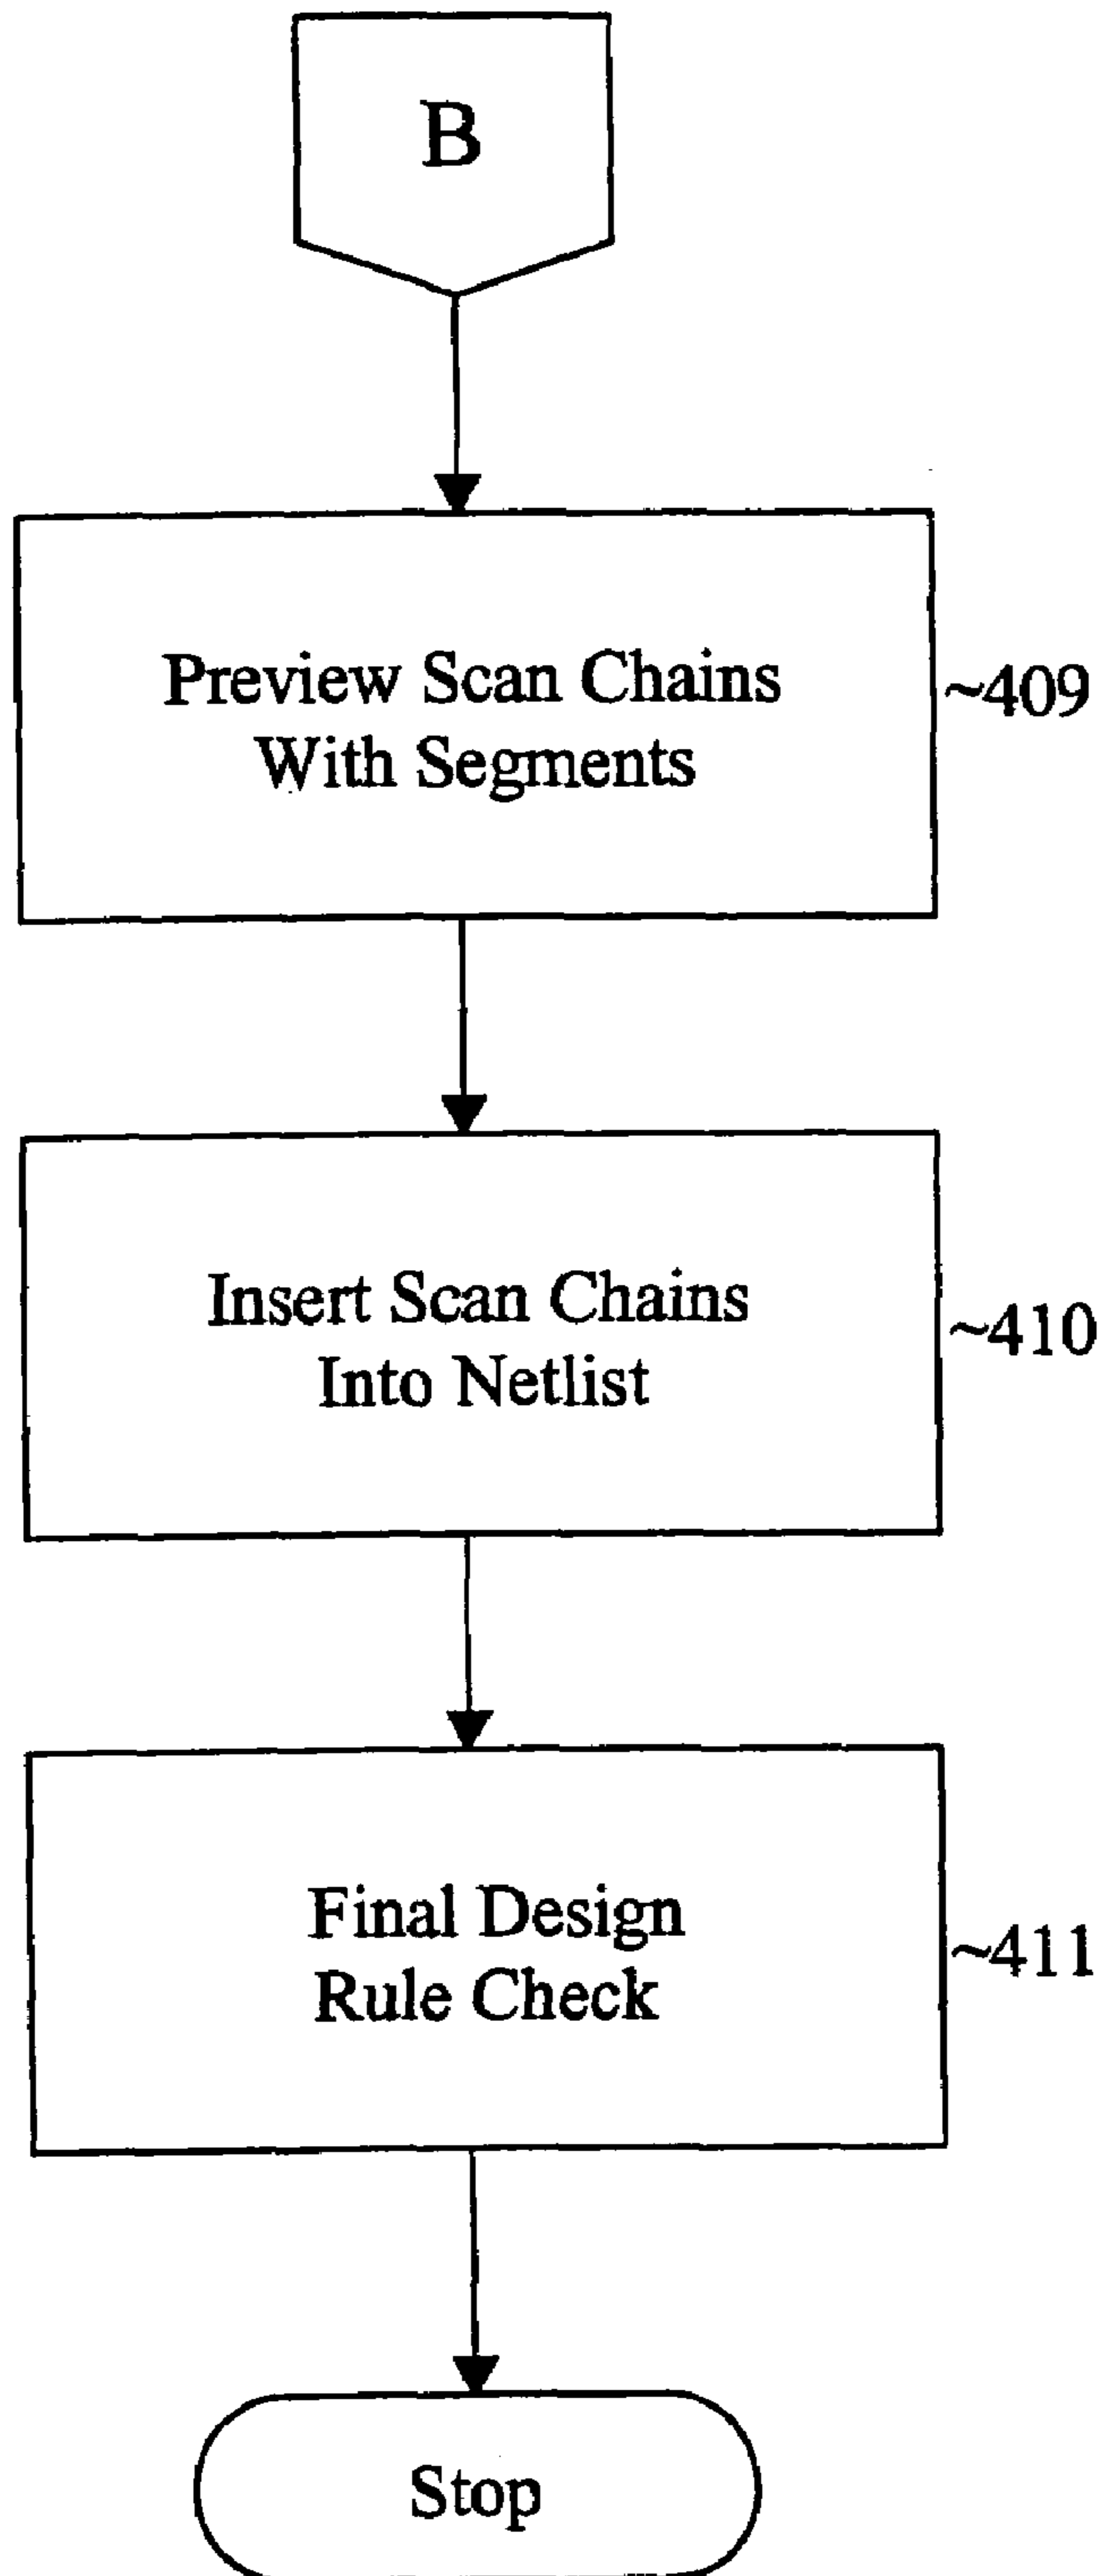 B
Preview Scan Chains
With Segments
~409
Insert Scan Chains
Into Netlist
~410
Final Design
Rule Check
~411
Stop